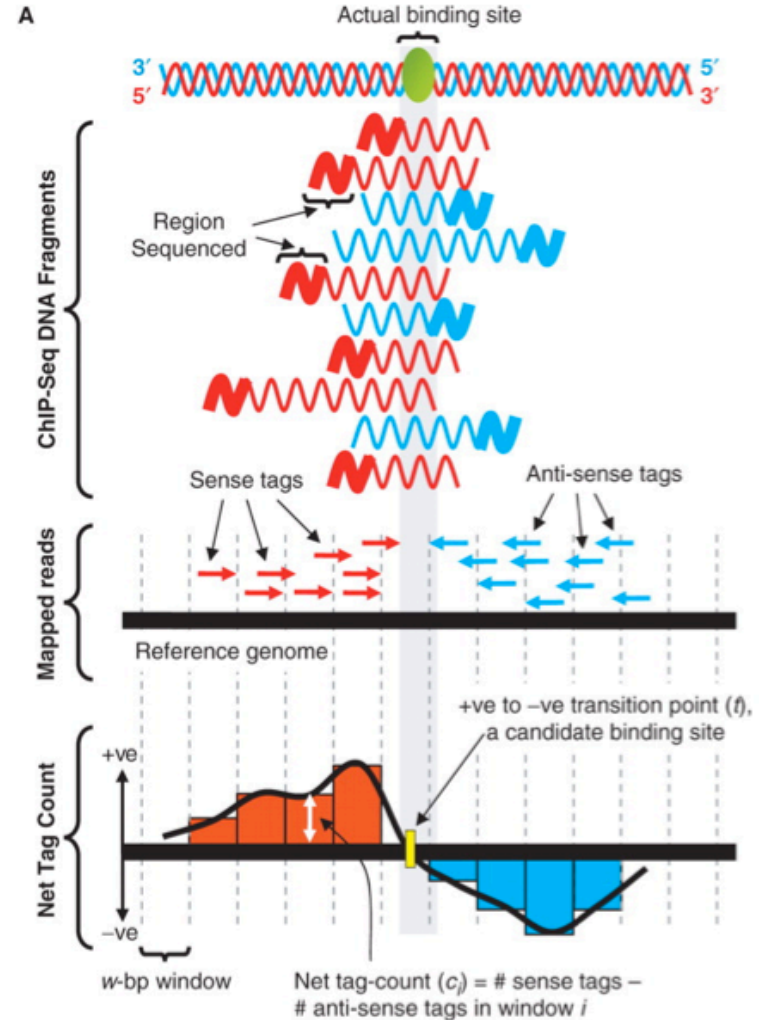 A
Actual binding site
3′ 5′
5′ 3′
ChIP-Seq DNA Fragments
Region
Sequenced
Sense tags
Anti-sense tags
Mapped reads
Reference genome
+ve to –ve transition point (t),
a candidate binding site
Net Tag Count
+ve
–ve
w-bp window
Net tag-count (cᵢ) = # sense tags –
# anti-sense tags in window i